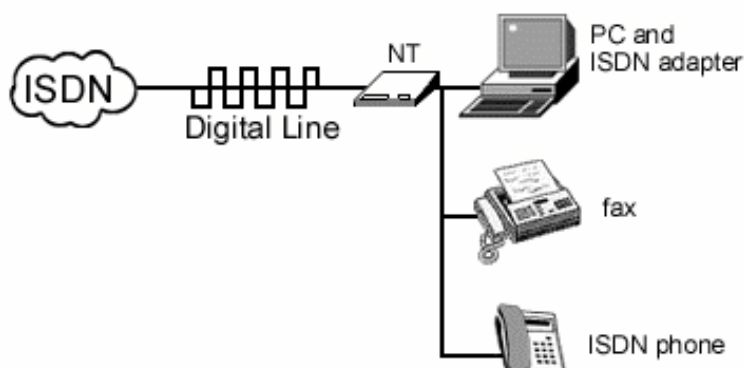 ISDN
Digital Line
NT
PC and
ISDN adapter
fax
ISDN phone